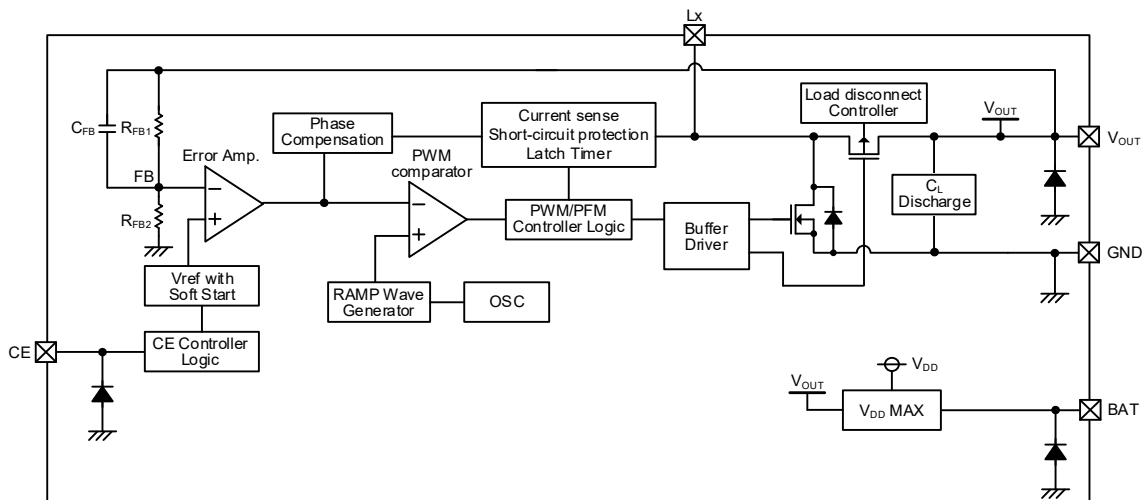 Lx
Load disconnect
Controller
VOUT
VOUT
CFB
RFB1
Phase
Compensation
Current sense
Short-circuit protection
Latch Timer
Error Amp.
PWM
comparator
FB
RFB2
CL
Discharge
PWM/PFM
Controller Logic
Buffer
Driver
GND
Vref with
Soft Start
RAMP Wave
Generator
OSC
CE
CE Controller
Logic
VDD
VOUT
VDD MAX
BAT